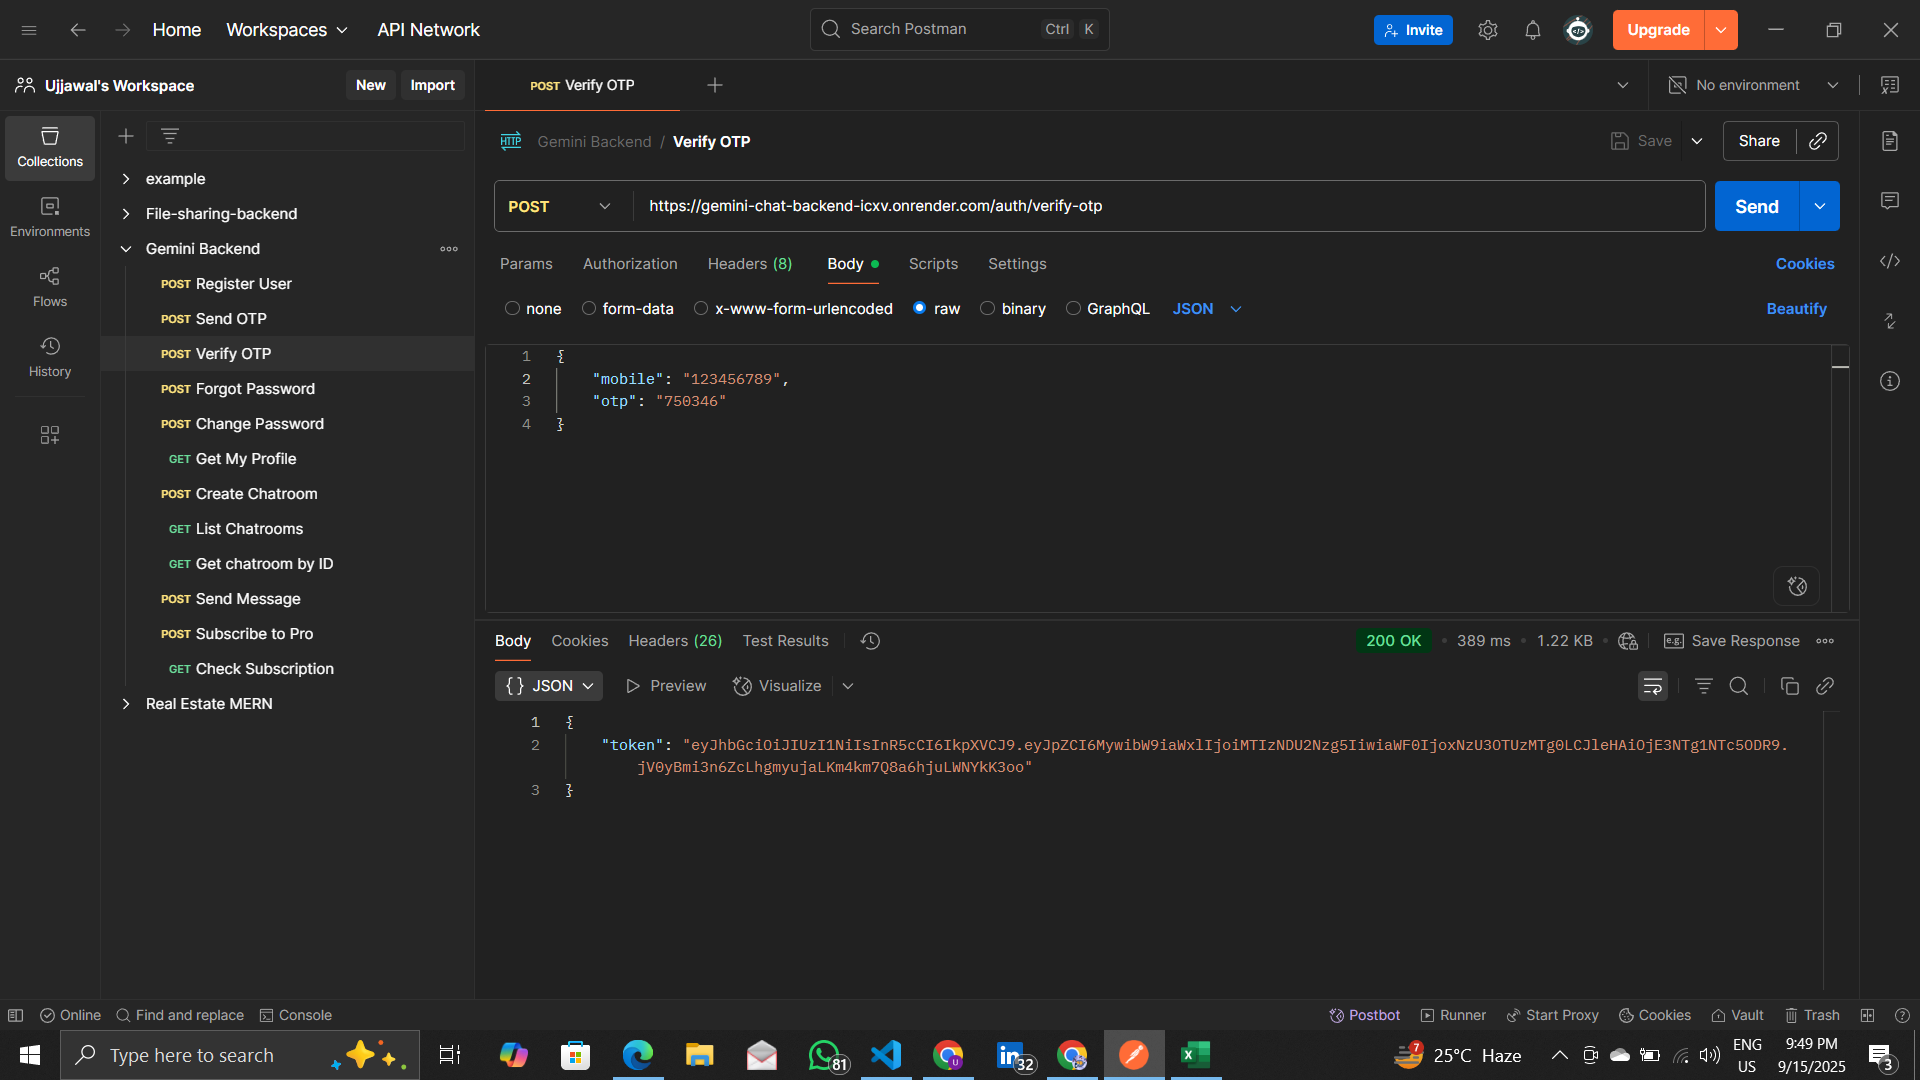 Home
Workspaces
API Network
Search Postman
Ctrl
K
Invite
Upgrade
Ujjawal's Workspace
New
Import
POST Verify OTP
No environment
Collections
Environments
Flows
History
example
File-sharing-backend
Gemini Backend
POST Register User
POST Send OTP
POST Verify OTP
POST Forgot Password
POST Change Password
GET Get My Profile
POST Create Chatroom
GET List Chatrooms
GET Get chatroom by ID
POST Send Message
POST Subscribe to Pro
GET Check Subscription
Real Estate MERN
HTTP
Gemini Backend / Verify OTP
Save
Share
POST
https://gemini-chat-backend-icxv.onrender.com/auth/verify-otp
Send
Params
Authorization
Headers (8)
Body
Scripts
Settings
Cookies
none
form-data
x-www-form-urlencoded
raw
binary
GraphQL
JSON
Beautify
1 {
2 "mobile": "123456789",
3 "otp": "750346"
4 }
Body
Cookies
Headers (26)
Test Results
200 OK
389 ms
1.22 KB
e.g.
Save Response
{} JSON
Preview
Visualize
1 {
2 "token": "eyJhbGciOiJIUzI1NiIsInR5cCI6IkpXVCJ9.eyJpZCI6MywibW9iaWxlIjoiMTIzNDU2Nzg5IiwiaWF0IjoxNzU3OTUzMTg0LCJleHAiOjE3NTg1NTc5ODR9.
jV0yBmi3n6ZcLhgmyujaLKm4km7Q8a6hjuLWNYkK3oo"
3 }
Online
Find and replace
Console
Postbot
Runner
Start Proxy
Cookies
Vault
Trash
Type here to search
81
32
7
25°C Haze
ENG
US
9:49 PM
9/15/2025
3